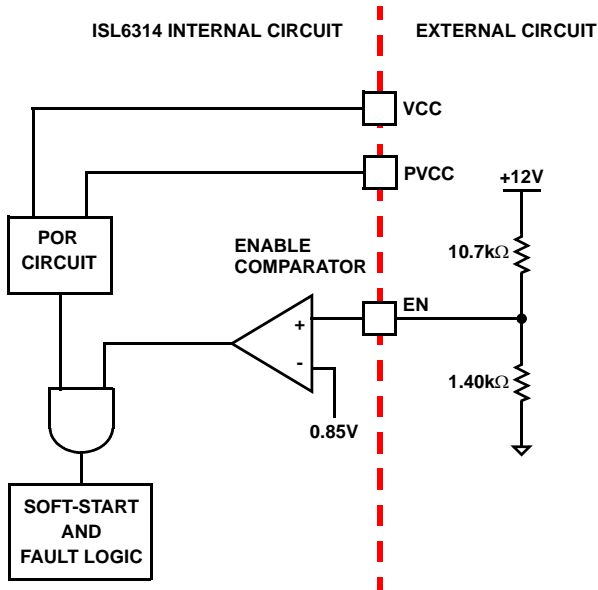 ISL6314 INTERNAL CIRCUIT
EXTERNAL CIRCUIT
VCC
PVCC
+12V
POR
CIRCUIT
ENABLE
COMPARATOR
10.7kΩ
EN
+
-
1.40kΩ
0.85V
SOFT-START
AND
FAULT LOGIC